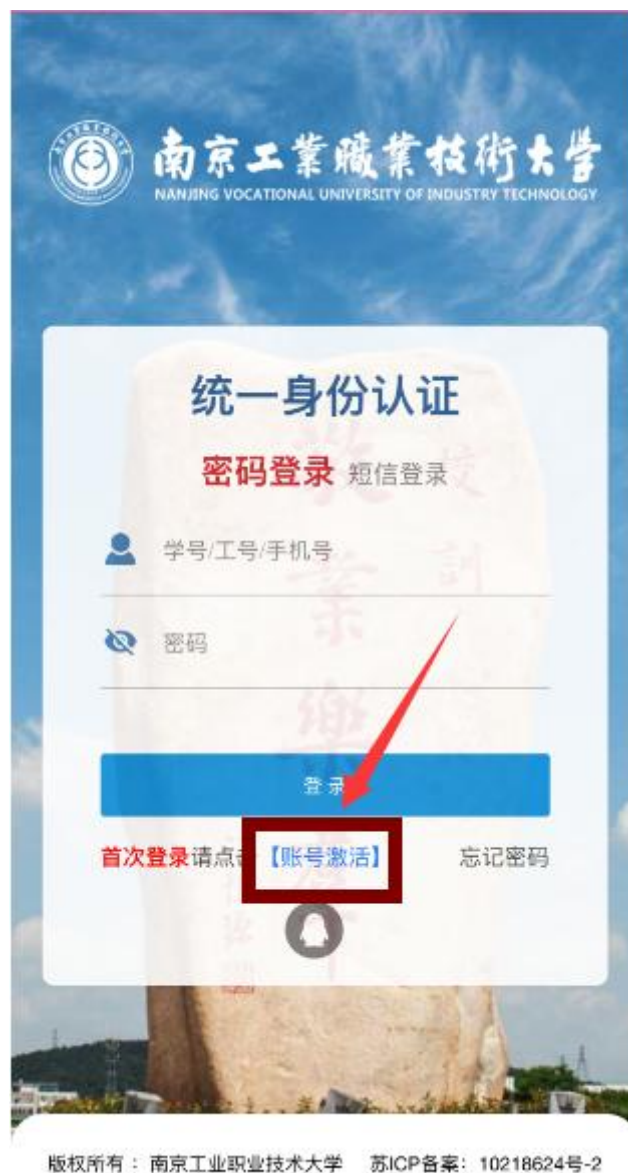 南京工業職業技術大學
NANJING VOCATIONAL UNIVERSITY OF INDUSTRY TECHNOLOGY
统一身份认证
密码登录 短信登录
学号/工号/手机号
密码
登录
首次登录请点击【账号激活】 忘记密码
版权所有：南京工业职业技术大学 苏ICP备案：10218624号-2